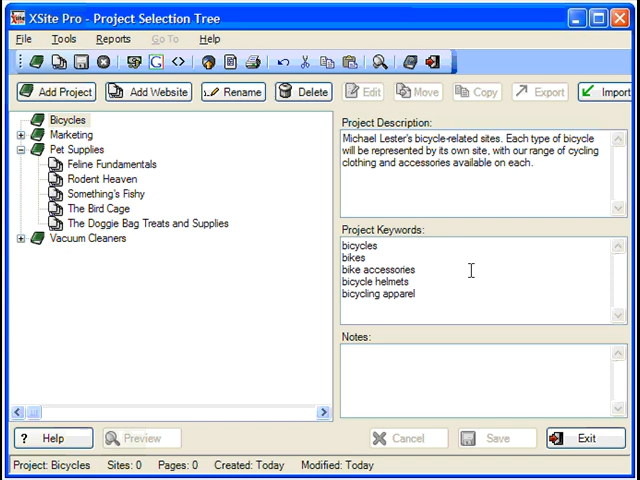 XSite Pro - Project Selection Tree
File Tools Reports Go To Help
Add Project Add Website Rename Delete Edit Move Copy Export Import
Bicycles
Marketing
Pet Supplies
Feline Fundamentals
Rodent Heaven
Something's Fishy
The Bird Cage
The Doggie Bag Treats and Supplies
Vacuum Cleaners
Project Description:
Michael Lester's bicycle-related sites. Each type of bicycle
will be represented by its own site, with our range of cycling
clothing and accessories available on each.
Project Keywords:
bicycles
bikes
bike accessories
bicycle helmets
bicycling apparel
Notes:
? Help Preview Cancel Save Exit
Project: Bicycles Sites: 0 Pages: 0 Created: Today Modified: Today